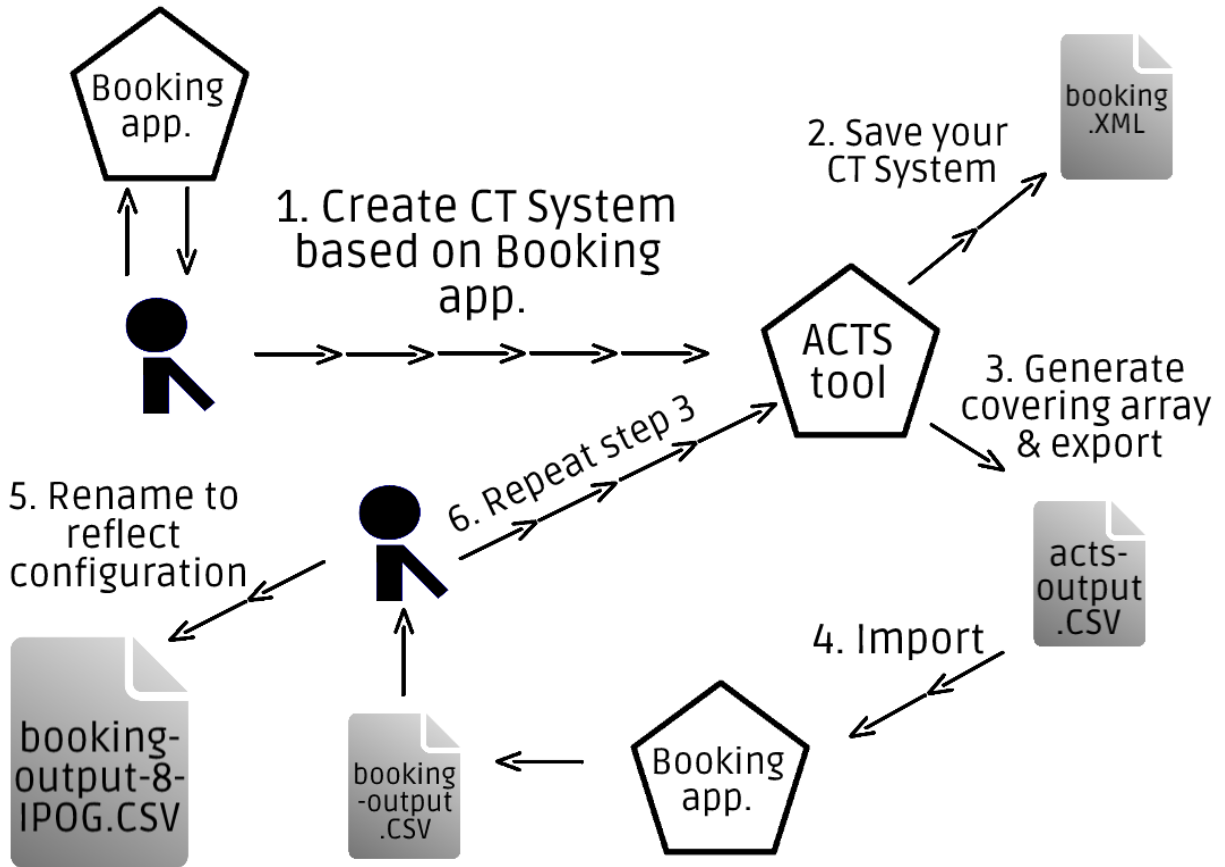 Booking
app.
1. Create CT System
based on Booking
app.
2. Save your
CT System
booking
.XML
ACTS
tool
3. Generate
covering array
& export
acts-
output
.CSV
4. Import
Booking
app.
booking
-output
.CSV
5. Rename to
reflect
configuration
booking-
output-8-
IPOG.CSV
6. Repeat step 3